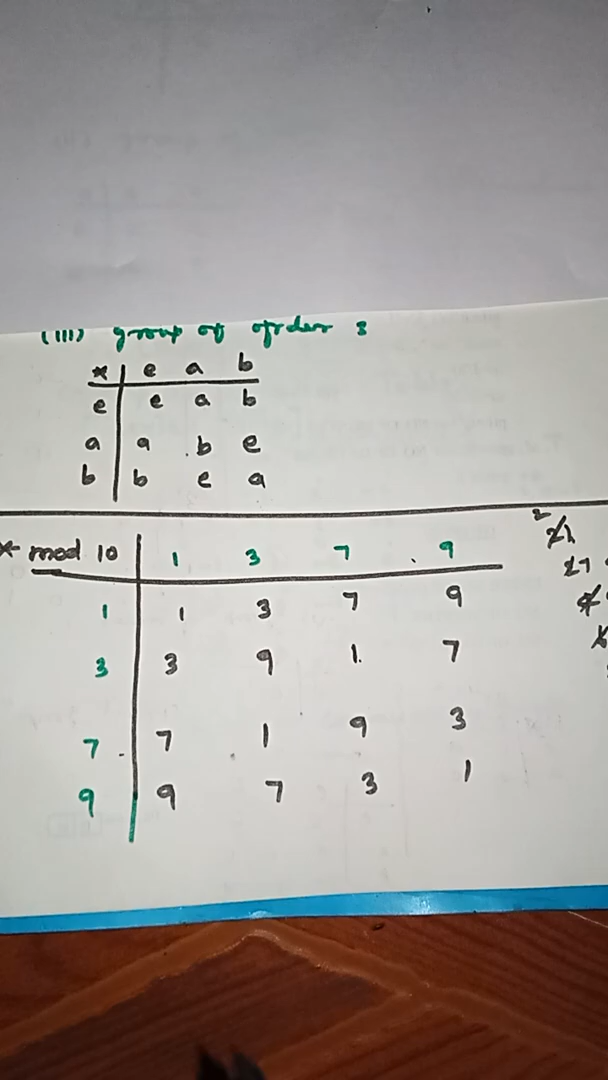 (III) group of ofrder 3
* e a b
e e a b
a a b e
b b e a
* mod 10 1 3 7 9
1 1 3 7 9
3 3 9 1 7
7 7 1 9 3
9 9 7 3 1